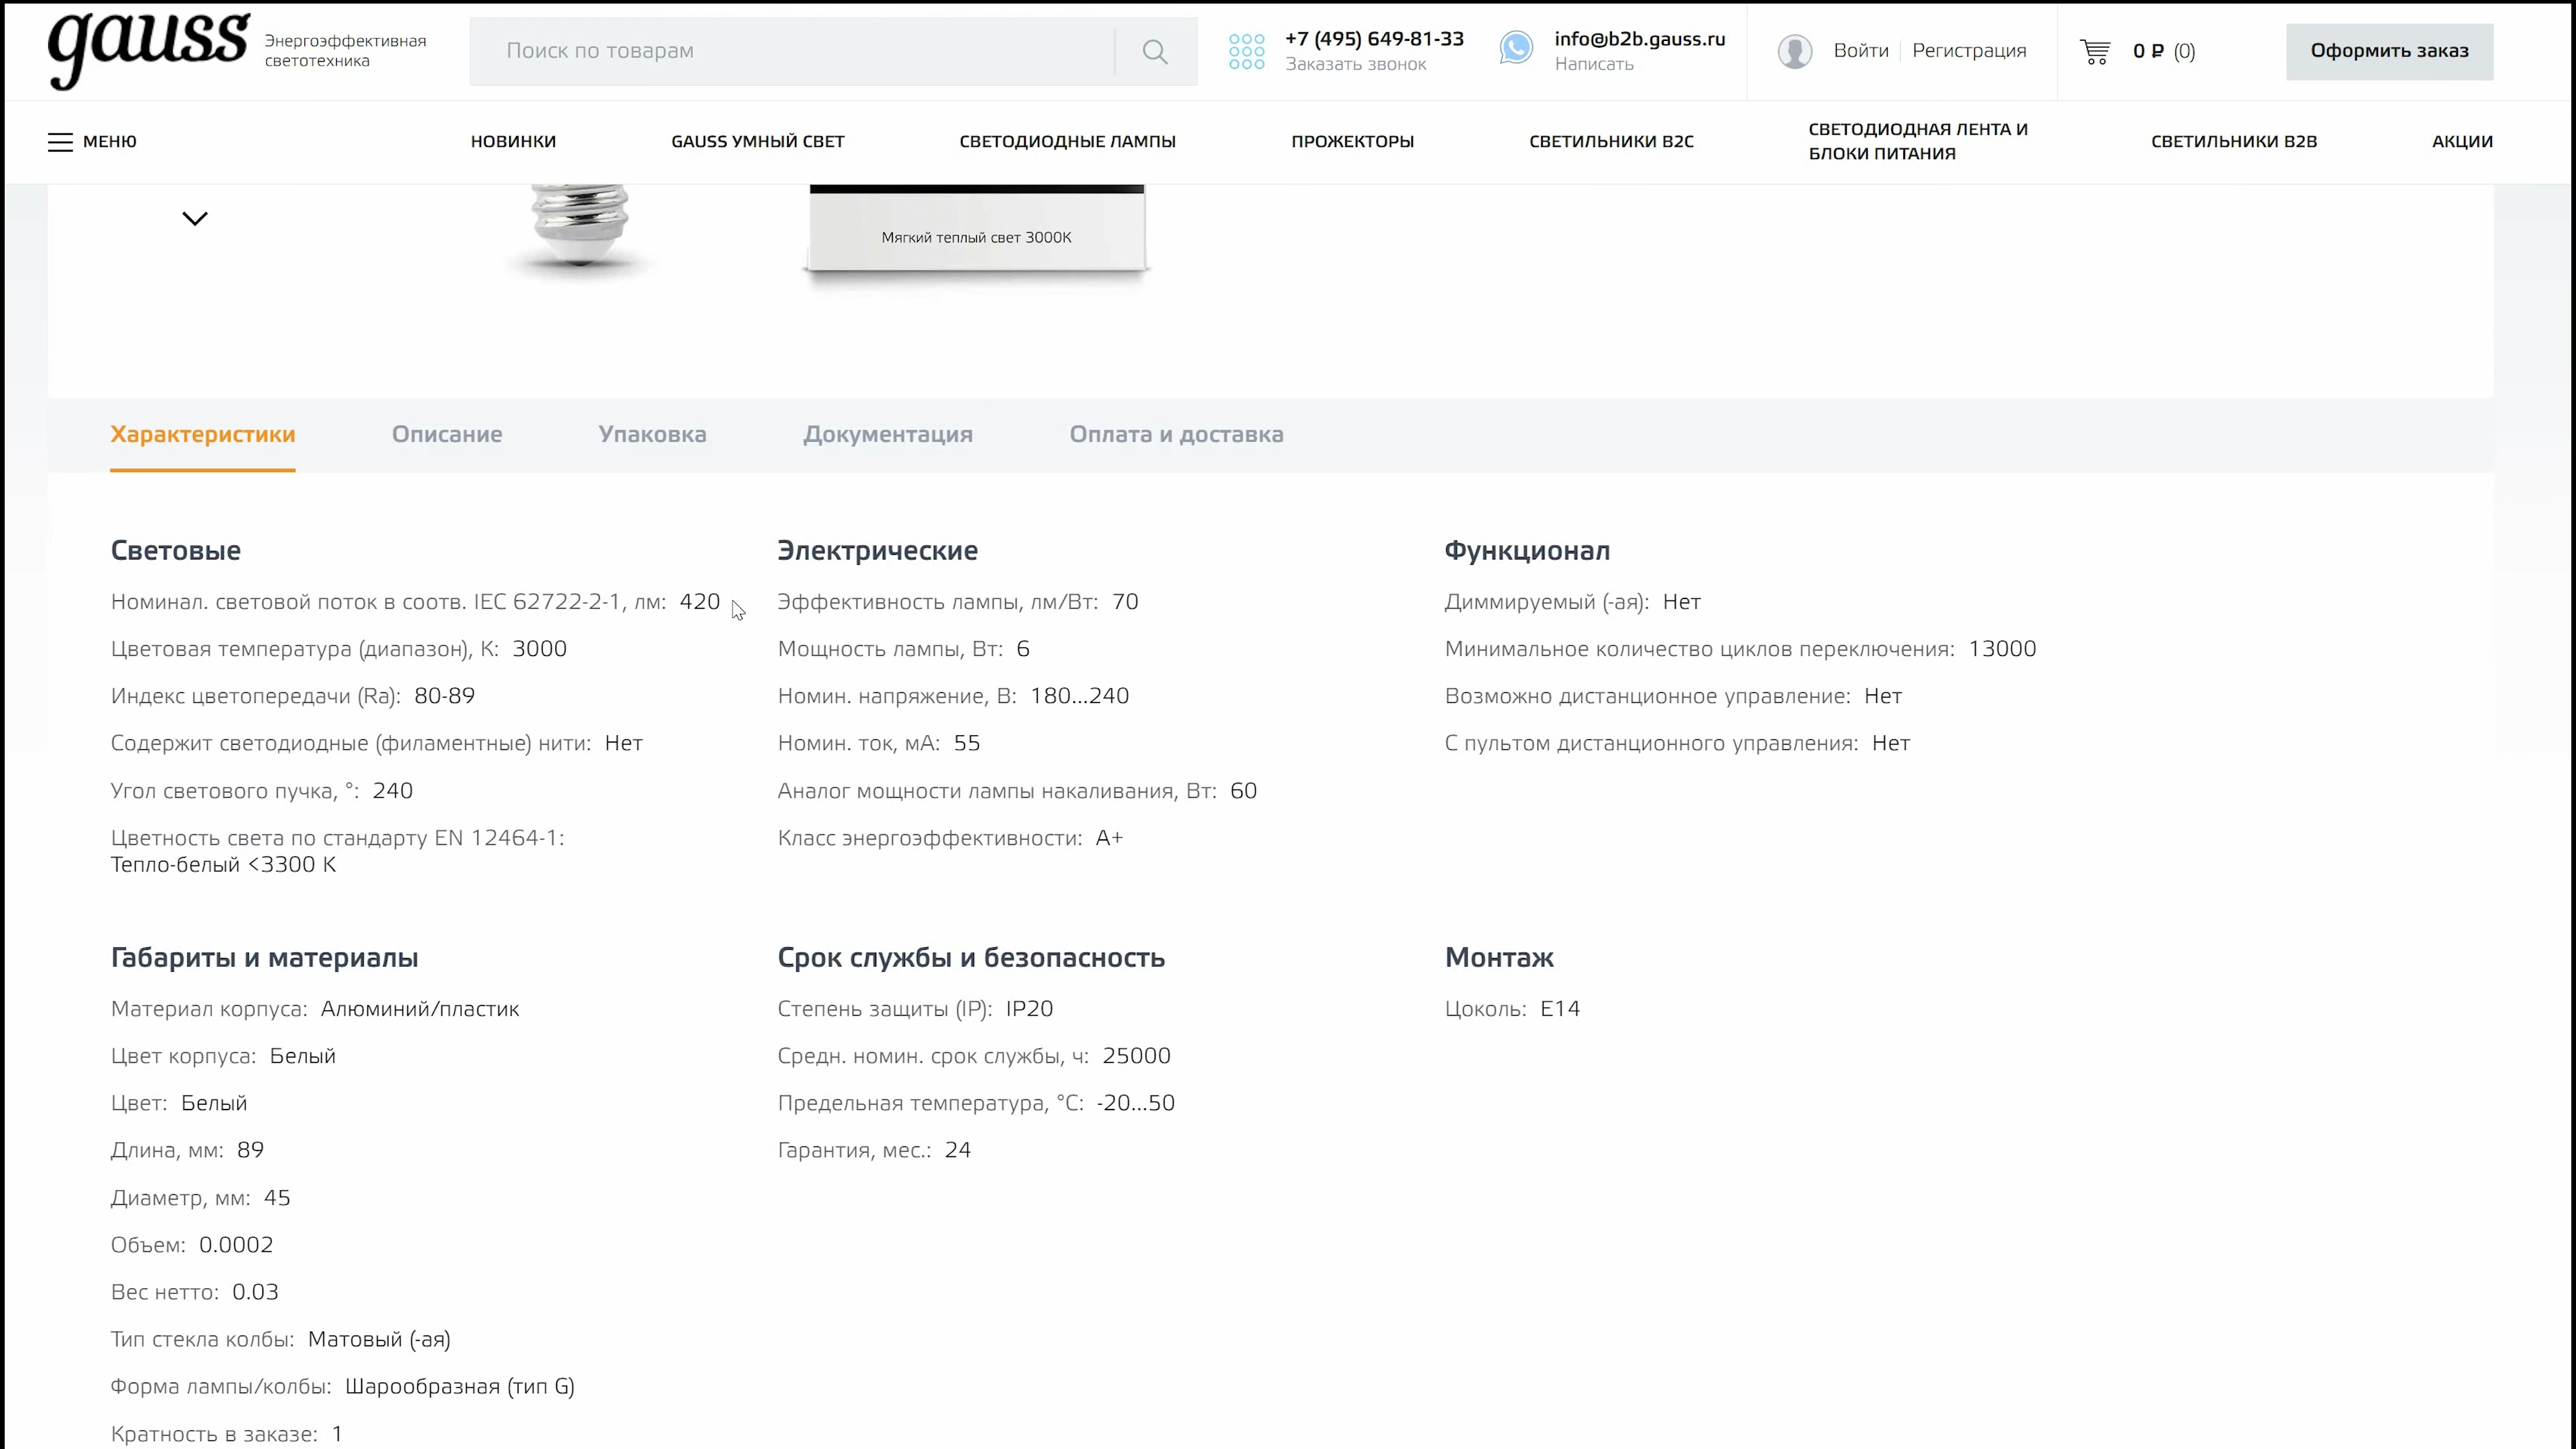 gauss
Энергоэффективная
светотехника
Поиск по товарам
+7 (495) 649-81-33
Заказать звонок
info@b2b.gauss.ru
Написать
Войти
Регистрация
0 ₽ (0)
Оформить заказ
МЕНЮ
НОВИНКИ
GAUSS УМНЫЙ СВЕТ
СВЕТОДИОДНЫЕ ЛАМПЫ
ПРОЖЕКТОРЫ
СВЕТИЛЬНИКИ B2C
СВЕТОДИОДНАЯ ЛЕНТА И
БЛОКИ ПИТАНИЯ
СВЕТИЛЬНИКИ B2B
АКЦИИ
Мягкий теплый свет 3000K
Характеристики
Описание
Упаковка
Документация
Оплата и доставка
Световые
Номинал. световой поток в соотв. IEC 62722-2-1, лм: 420
Цветовая температура (диапазон), К: 3000
Индекс цветопередачи (Ra): 80-89
Содержит светодиодные (филаментные) нити: Нет
Угол светового пучка, °: 240
Цветность света по стандарту EN 12464-1:
Тепло-белый <3300 К
Электрические
Эффективность лампы, лм/Вт: 70
Мощность лампы, Вт: 6
Номин. напряжение, В: 180...240
Номин. ток, мА: 55
Аналог мощности лампы накаливания, Вт: 60
Класс энергоэффективности: A+
Функционал
Диммируемый (-ая): Нет
Минимальное количество циклов переключения: 13000
Возможно дистанционное управление: Нет
С пультом дистанционного управления: Нет
Габариты и материалы
Материал корпуса: Алюминий/пластик
Цвет корпуса: Белый
Цвет: Белый
Длина, мм: 89
Диаметр, мм: 45
Объем: 0.0002
Вес нетто: 0.03
Тип стекла колбы: Матовый (-ая)
Форма лампы/колбы: Шарообразная (тип G)
Кратность в заказе: 1
Срок службы и безопасность
Степень защиты (IP): IP20
Средн. номин. срок службы, ч: 25000
Предельная температура, °C: -20...50
Гарантия, мес.: 24
Монтаж
Цоколь: E14